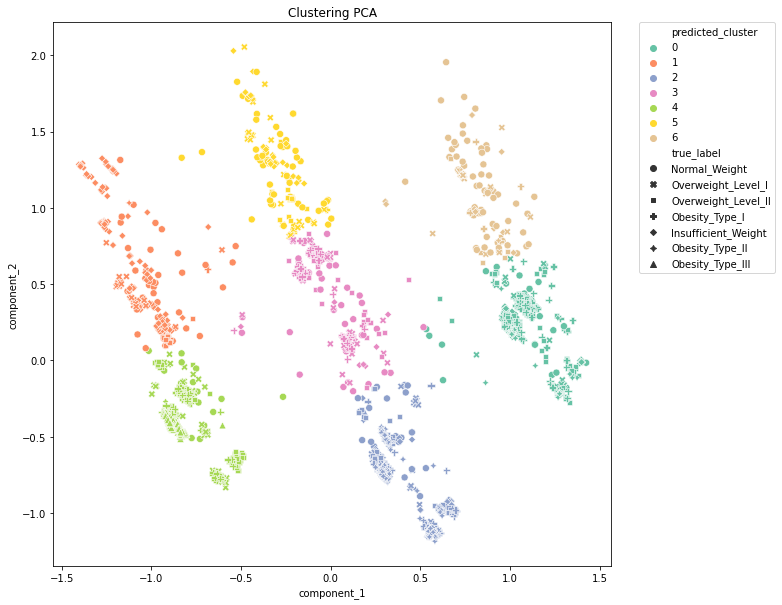 Clustering PCA
component_2
2.0
1.5
1.0
0.5
0.0
−0.5
−1.0
−1.5
−1.0
−0.5
0.0
0.5
1.0
1.5
component_1
predicted_cluster
0
1
2
3
4
5
6
true_label
Normal_Weight
Overweight_Level_I
Overweight_Level_II
Obesity_Type_I
Insufficient_Weight
Obesity_Type_II
Obesity_Type_III